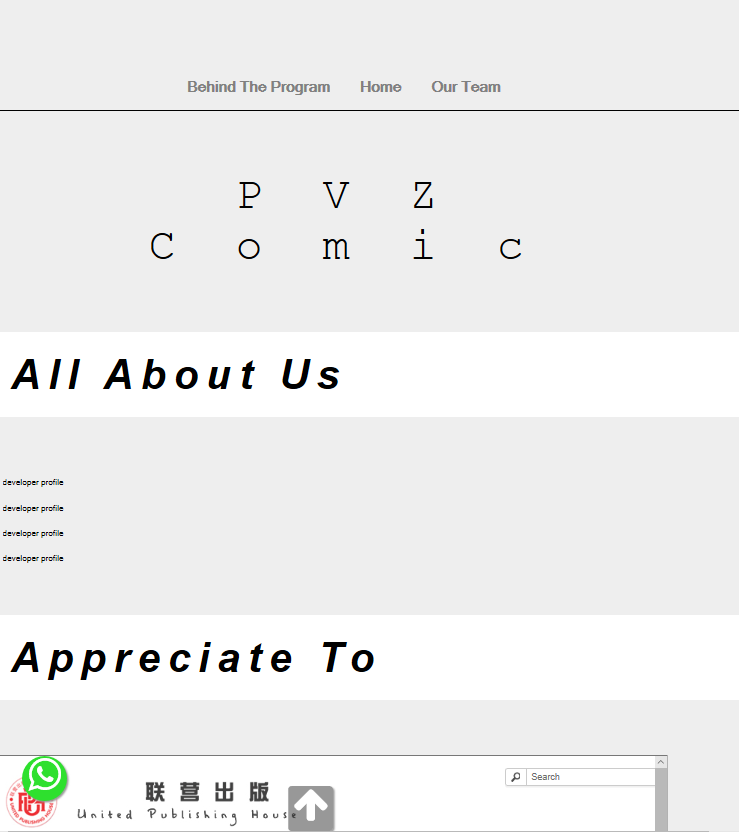 Behind The Program Home Our Team
P V Z
C o m i c
All About Us
developer profile
developer profile
developer profile
developer profile
Appreciate To
Search
联营出版
United Publishing House